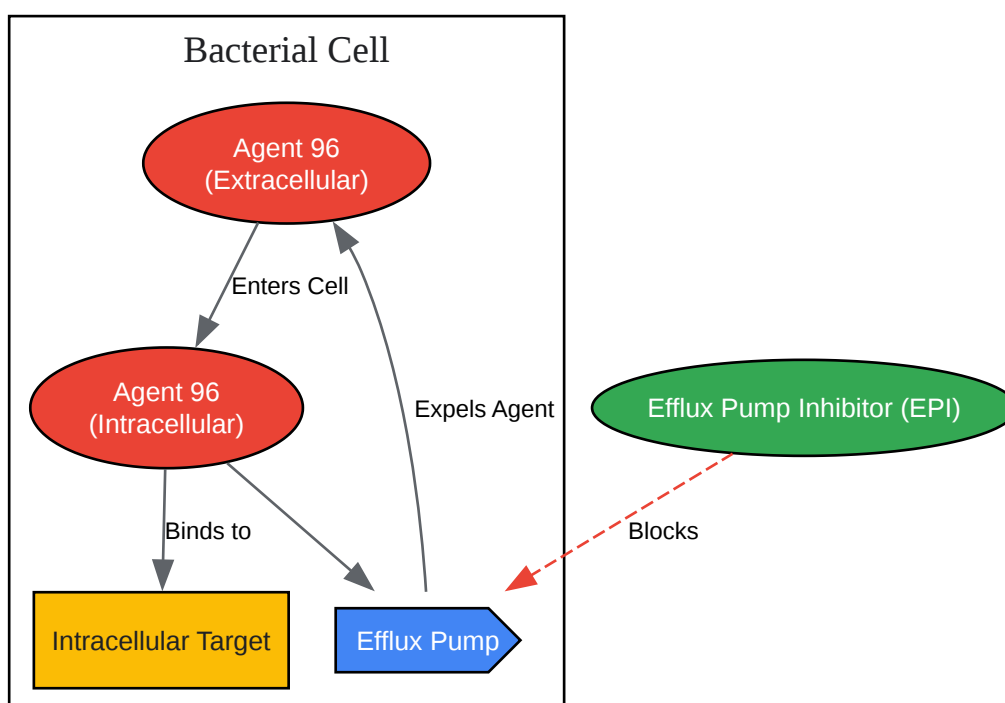 Bacterial Cell
Agent 96
(Extracellular)
Enters Cell
Agent 96
(Intracellular)
Expels Agent
Efflux Pump Inhibitor (EPI)
Binds to
Blocks
Intracellular Target
Efflux Pump